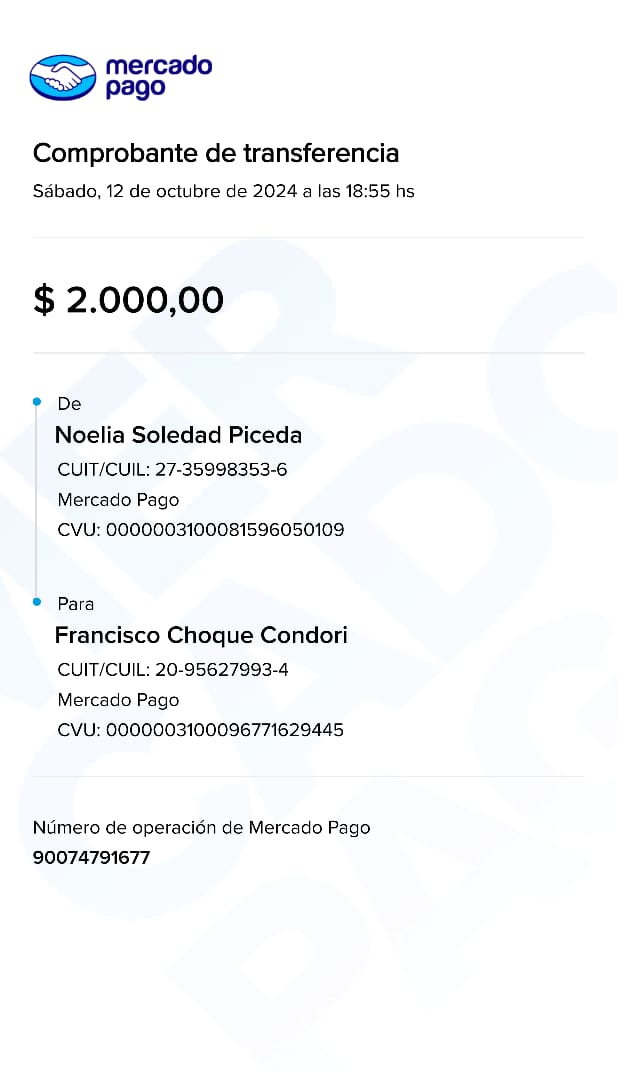 mercado
pago
Comprobante de transferencia
Sábado, 12 de octubre de 2024 a las 18:55 hs
$ 2.000,00
De
Noelia Soledad Piceda
CUIT/CUIL: 27-35998353-6
Mercado Pago
CVU: 0000003100081596050109
Para
Francisco Choque Condori
CUIT/CUIL: 20-95627993-4
Mercado Pago
CVU: 0000003100096771629445
Número de operación de Mercado Pago
90074791677